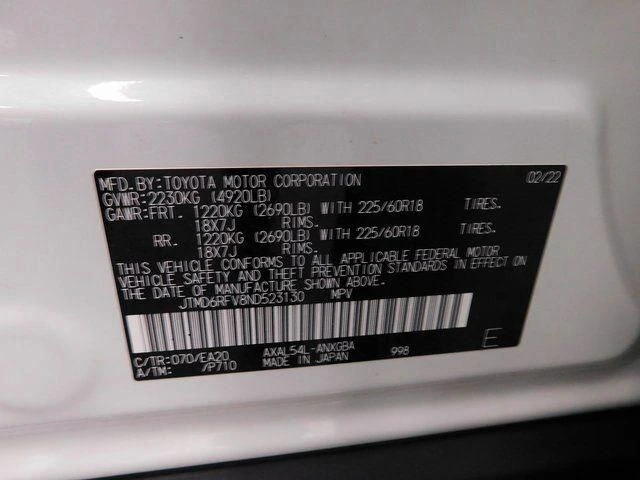 MFD. BY: TOYOTA MOTOR CORPORATION 02/22
GVWR: 2230KG (4920LB)
GAWR: FRT. 1220KG (2690LB) WITH 225/60R18 TIRES.
18X7J RIMS.
RR. 1220KG (2690LB) WITH 225/60R18 TIRES.
18X7J RIMS.
THIS VEHICLE CONFORMS TO ALL APPLICABLE FEDERAL MOTOR
VEHICLE SAFETY, BUMPER AND THEFT PREVENTION STANDARDS IN EFFECT ON
THE DATE OF MANUFACTURE SHOWN ABOVE.
JTMD6RFV8ND523130 MPV
C/TR: 070/EA20 AXAL54L-ANXGBA 998 E
A/TM: /P710 MADE IN JAPAN